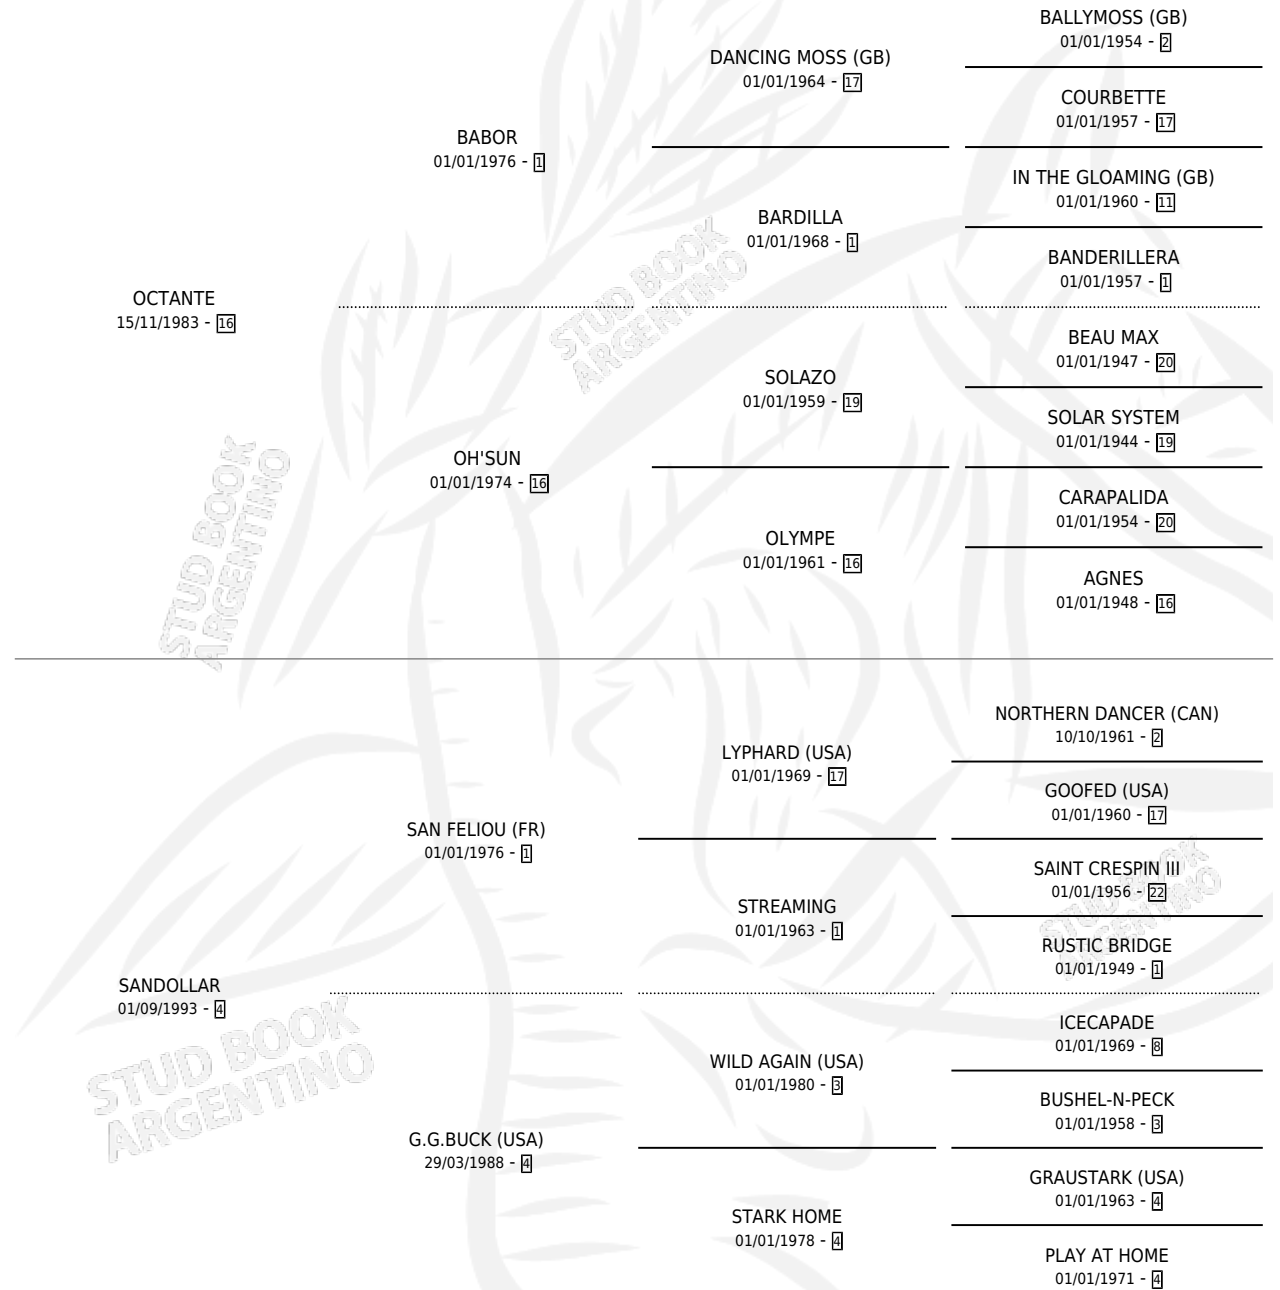 BALLYMOSS (GB)
01/01/1954 - 2
DANCING MOSS (GB)
01/01/1964 - 17
COURBETTE
01/01/1957 - 17
BABOR
01/01/1976 - 1
IN THE GLOAMING (GB)
01/01/1960 - 11
BARDILLA
01/01/1968 - 1
BANDERILLERA
01/01/1957 - 1
OCTANTE
15/11/1983 - 16
BEAU MAX
01/01/1947 - 20
SOLAZO
01/01/1959 - 19
SOLAR SYSTEM
01/01/1944 - 19
OH'SUN
01/01/1974 - 16
CARAPALIDA
01/01/1954 - 20
OLYMPE
01/01/1961 - 16
AGNES
01/01/1948 - 16
NORTHERN DANCER (CAN)
10/10/1961 - 2
LYPHARD (USA)
01/01/1969 - 17
GOOFED (USA)
01/01/1960 - 17
SAN FELIOU (FR)
01/01/1976 - 1
SAINT CRESPIN III
01/01/1956 - 22
STREAMING
01/01/1963 - 1
RUSTIC BRIDGE
01/01/1949 - 1
SANDOLLAR
01/09/1993 - 4
ICECAPADE
01/01/1969 - 8
WILD AGAIN (USA)
01/01/1980 - 3
BUSHEL-N-PECK
01/01/1958 - 3
G.G.BUCK (USA)
29/03/1988 - 4
GRAUSTARK (USA)
01/01/1963 - 4
STARK HOME
01/01/1978 - 4
PLAY AT HOME
01/01/1971 - 4
STUD BOOK
ARGENTINO
STUD BOOK
ARGENTINO
STUD BOOK
ARGENTINO
STUD BOOK
ARGENTINO